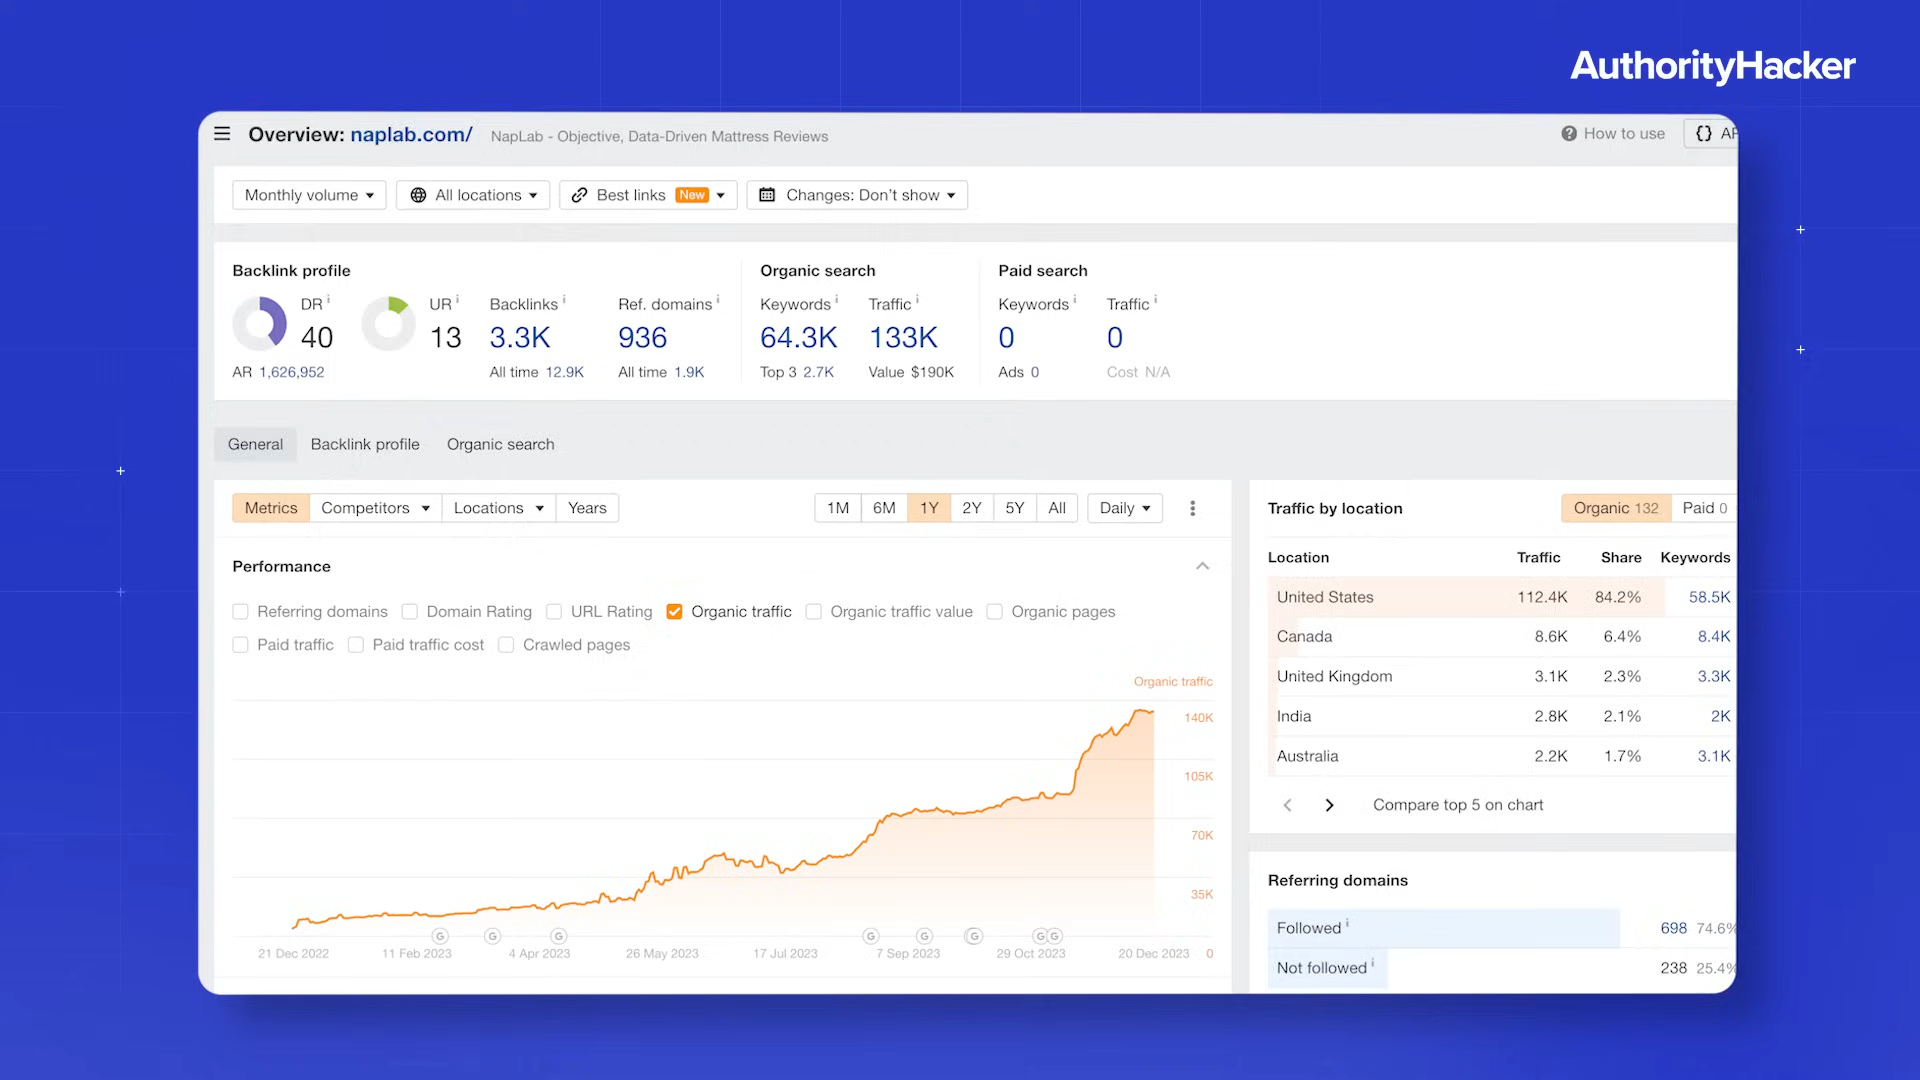 AuthorityHacker
Overview: naplab.com/ NapLab - Objective, Data-Driven Mattress Reviews How to use {} AP
Monthly volume All locations Best links New Changes: Don't show
Backlink profile Organic search Paid search
DR i UR i Backlinks i Ref. domains i Keywords i Traffic i Keywords i Traffic i
40 13 3.3K 936 64.3K 133K 0 0
AR 1,626,952 All time 12.9K All time 1.9K Top 3 2.7K Value $190K Ads 0 Cost N/A
General Backlink profile Organic search
Metrics Competitors Locations Years 1M 6M 1Y 2Y 5Y All Daily
Performance
Referring domains Domain Rating URL Rating Organic traffic Organic traffic value Organic pages
Paid traffic Paid traffic cost Crawled pages
Organic traffic
140K
105K
70K
35K
0
G G G G G G G G
21 Dec 2022 11 Feb 2023 4 Apr 2023 26 May 2023 17 Jul 2023 7 Sep 2023 29 Oct 2023 20 Dec 2023
Traffic by location Organic 132 Paid 0
Location Traffic Share Keywords
United States 112.4K 84.2% 58.5K
Canada 8.6K 6.4% 8.4K
United Kingdom 3.1K 2.3% 3.3K
India 2.8K 2.1% 2K
Australia 2.2K 1.7% 3.1K
Compare top 5 on chart
Referring domains
Followed i 698 74.6%
Not followed i 238 25.4%